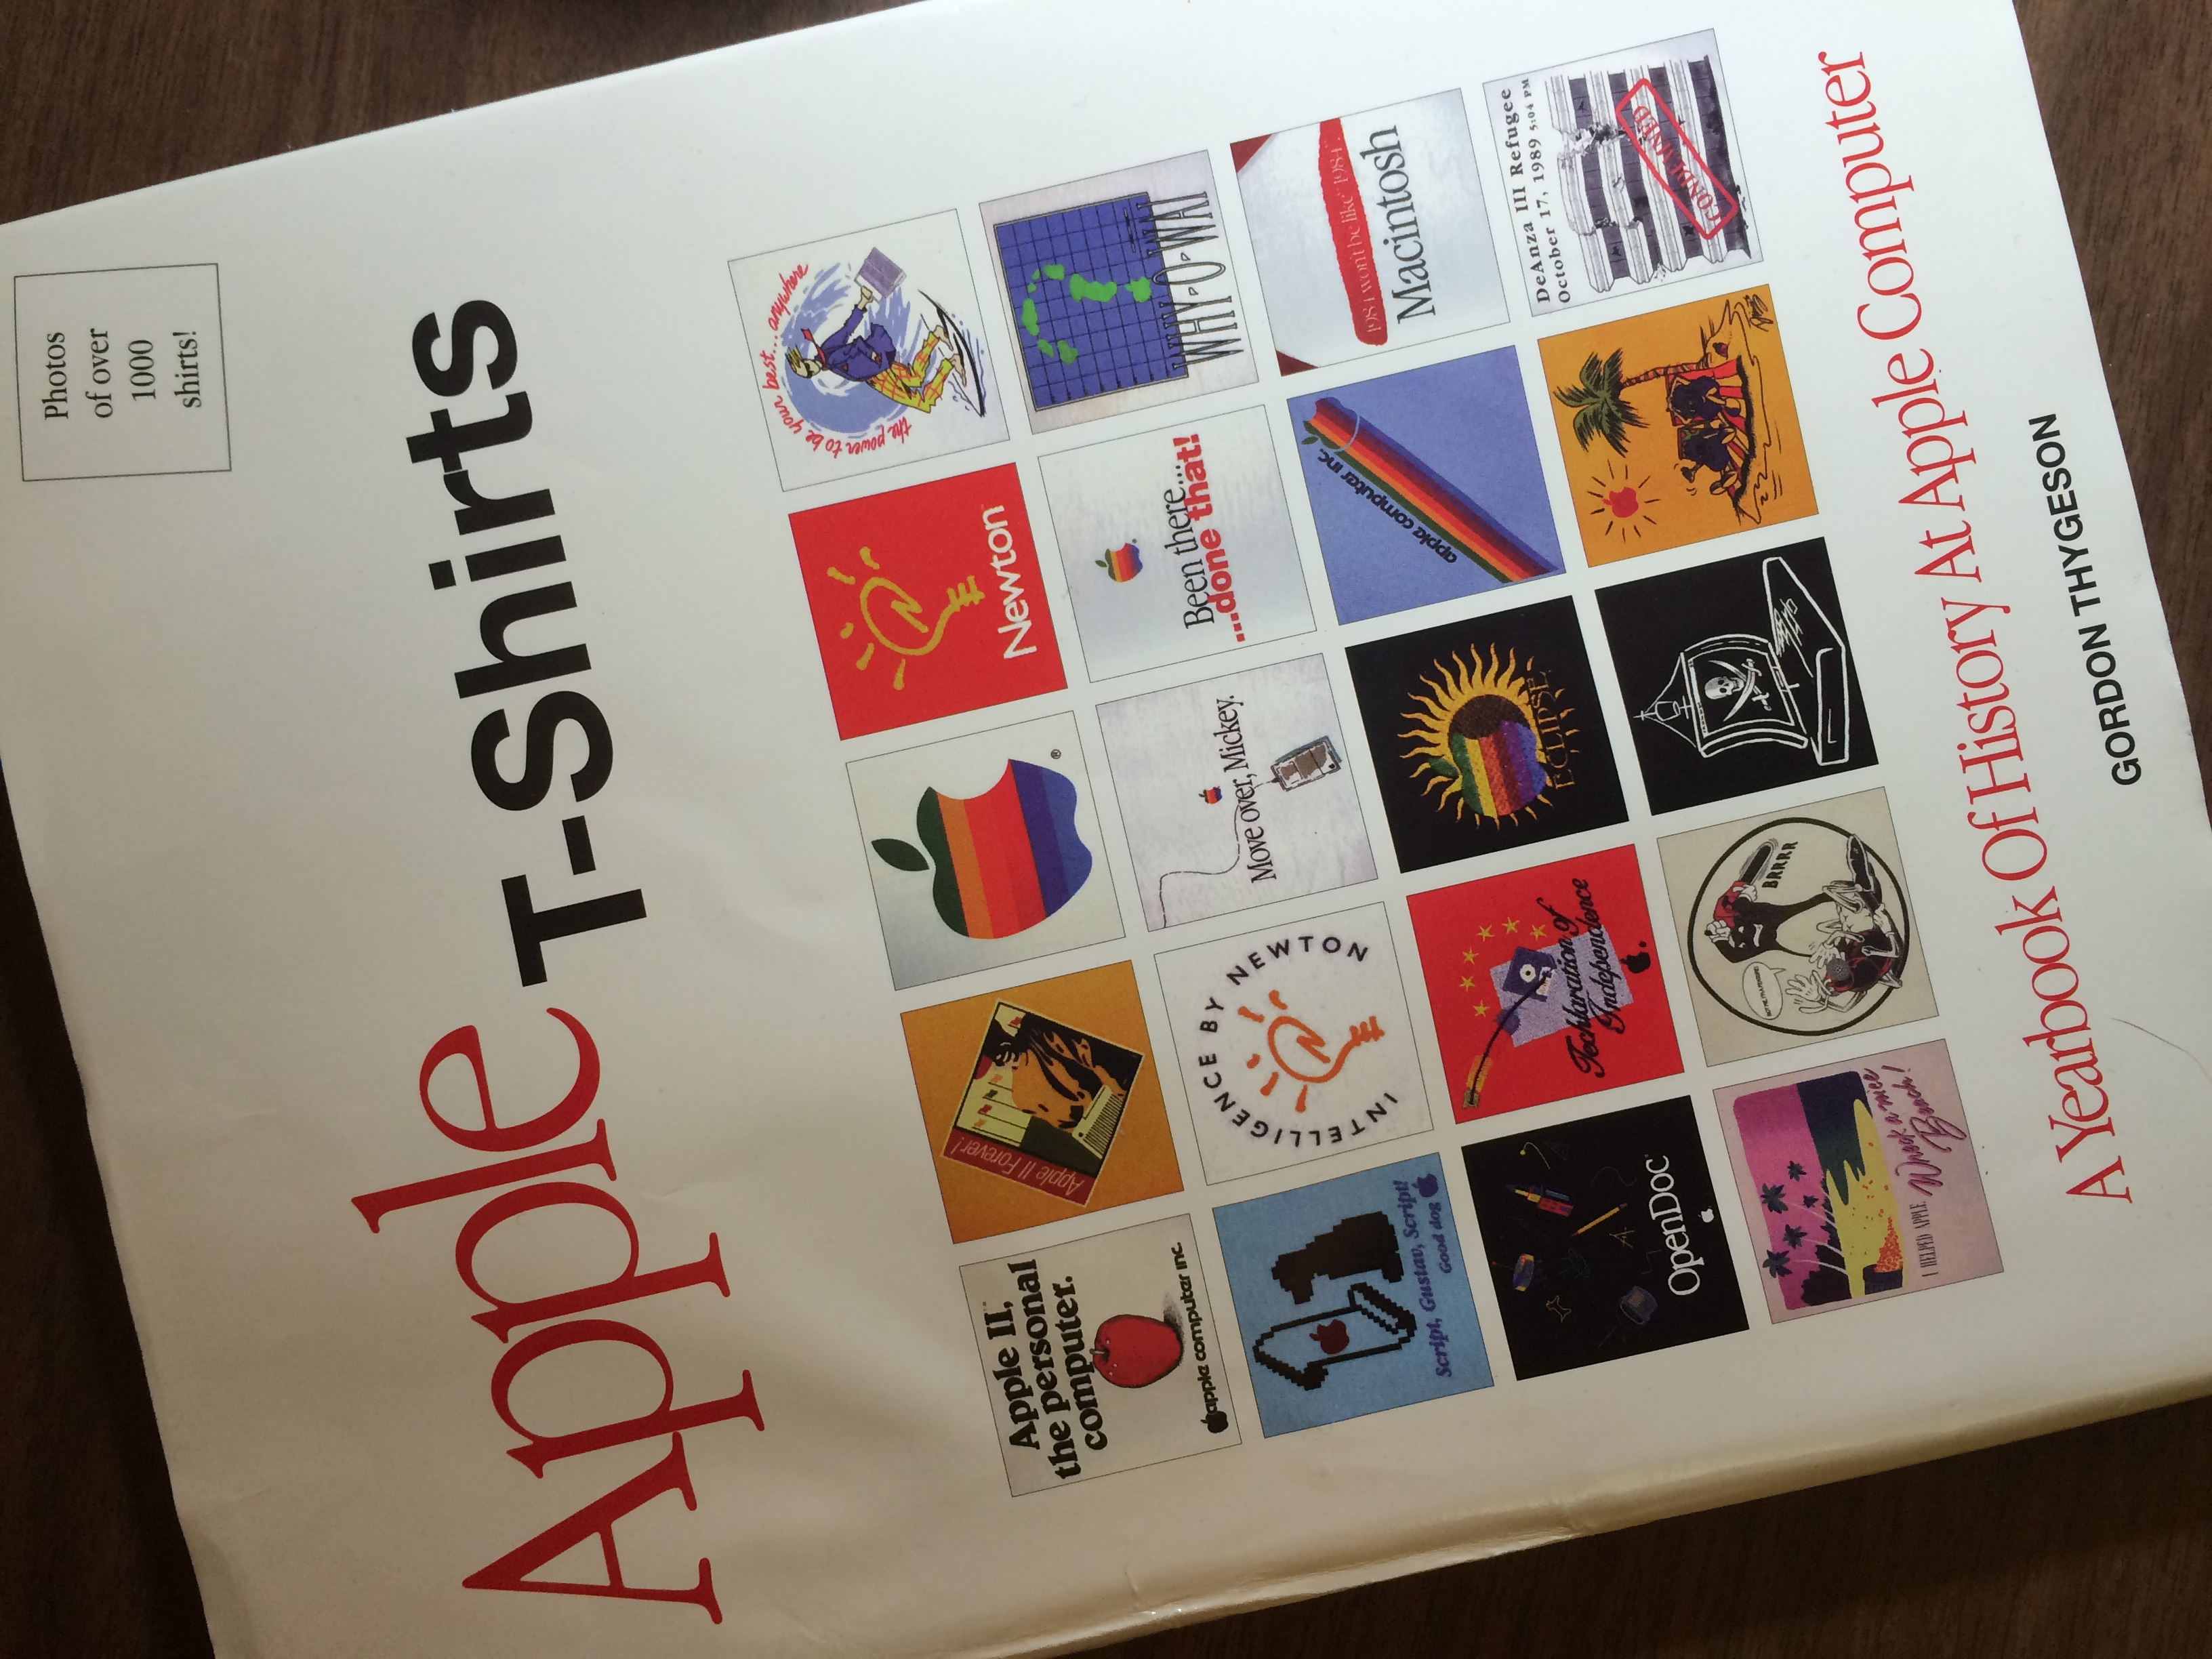 Photos
of over
1000
shirts!
Apple T-Shirts
Apple II,
the personal
computer.
apple computer inc.
Apple II Forever!
®
Newton
the power to be your best... anywhere
Script, Gustav, Script!
Good dog
INTELLIGENCE BY NEWTON
Move over, Mickey.
Been there...
...done that!
WHY-O-WAI
OpenDoc
Techlaration of
Independence
ECLIPSE
apple computer inc.
1984 won't be like "1984".
Macintosh
I HELPED APPLE
Wreck a nice
Beach!
NOT ME, I'M A FEATURE!
BRRRR
DeAnza III Refugee
October 17, 1989 5:04 PM
CONDEMNED
A Yearbook Of History At Apple Computer
GORDON THYGESON